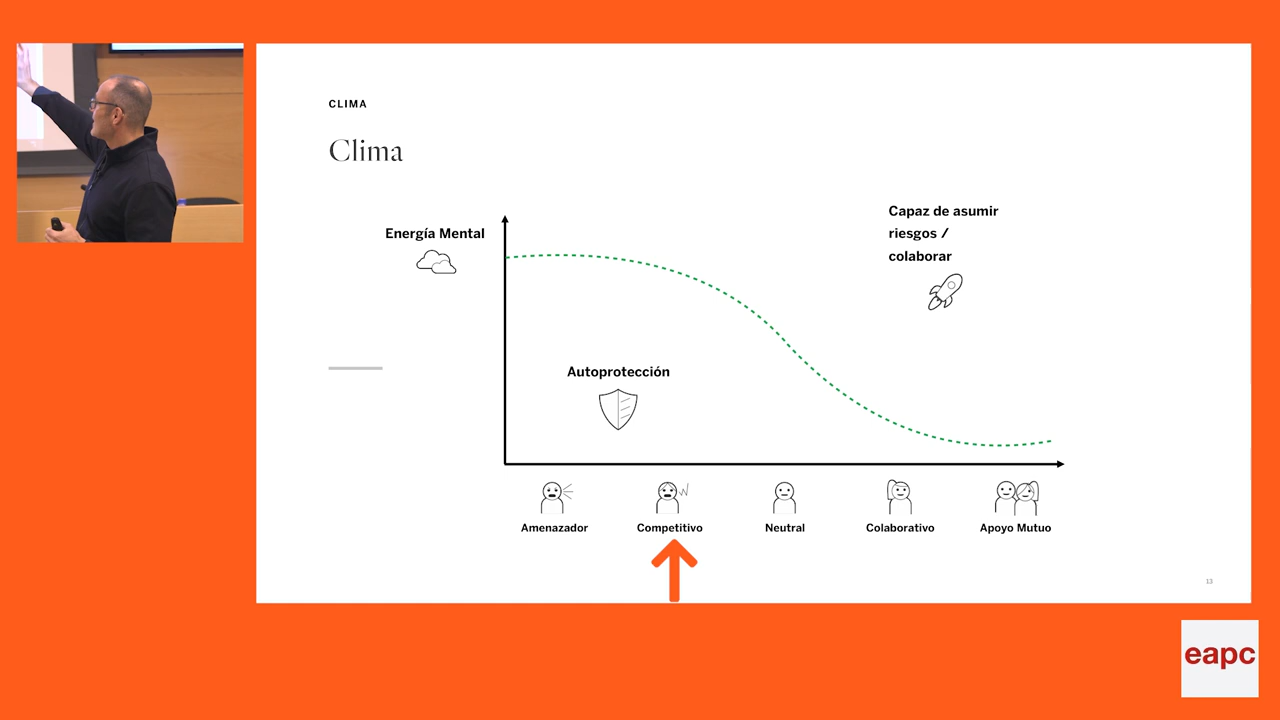 CLIMA
Clima
Energía Mental
Capaz de asumir
riesgos /
colaborar
Autoprotección
Amenazador
Competitivo
Neutral
Colaborativo
Apoyo Mutuo
13
eapc